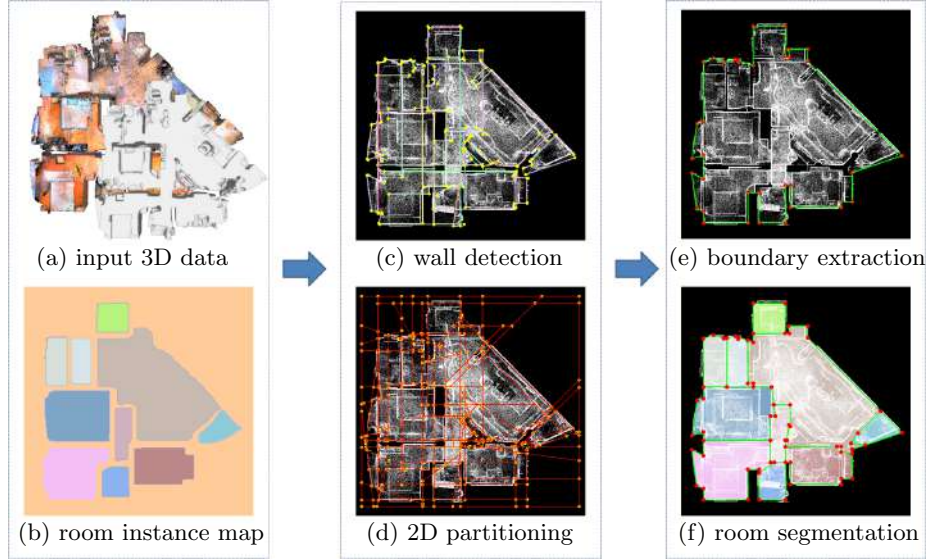 (a) input 3D data
(c) wall detection
(e) boundary extraction
(b) room instance map
(d) 2D partitioning
(f) room segmentation